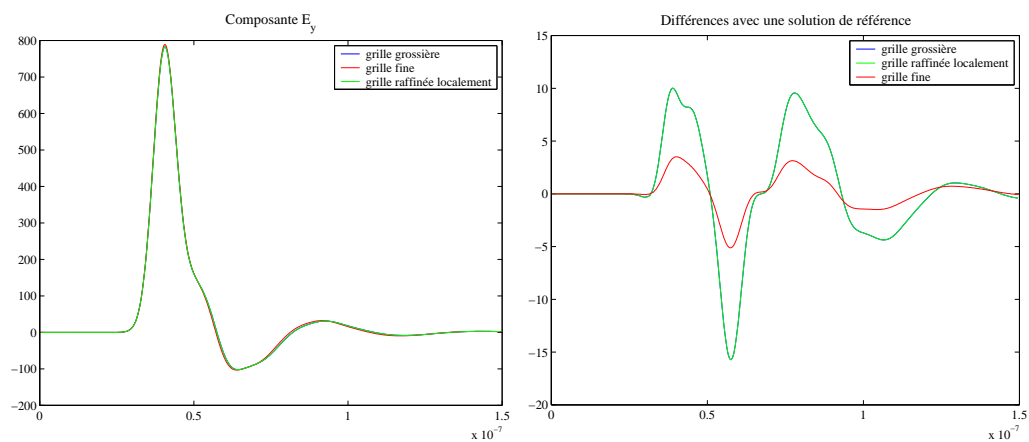 Composante E_y
800
700
600
500
400
300
200
100
0
−100
−200
0
0.5
1
1.5
x 10^-7
grille grossière
grille fine
grille raffinée localement
Différences avec une solution de référence
15
10
5
0
−5
−10
−15
−20
0
0.5
1
1.5
x 10^-7
grille grossière
grille raffinée localement
grille fine